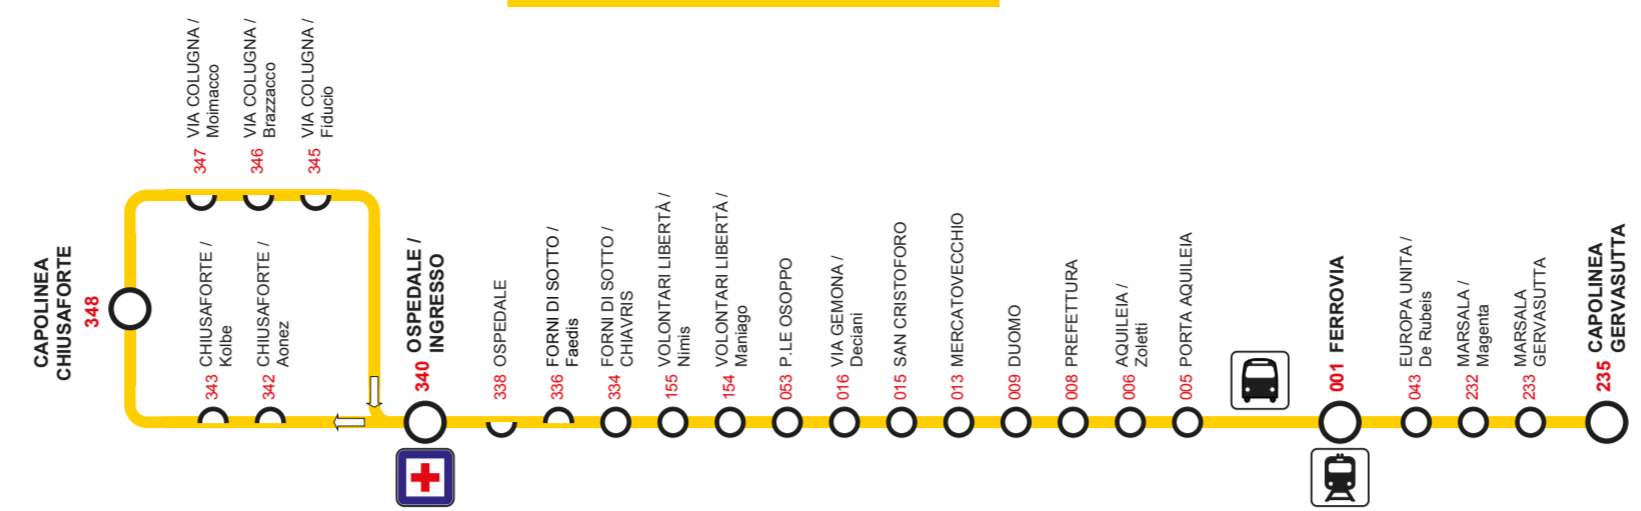 CAPOLINEA
CHIUSAFORTE
348
347 VIA COLUGNA /
Moimacco
346 VIA COLUGNA /
Brazzacco
345 VIA COLUGNA /
Fiducio
343 CHIUSAFORTE /
Kolbe
342 CHIUSAFORTE /
Aonez
340 OSPEDALE /
INGRESSO
338 OSPEDALE
336 FORNI DI SOTTO /
Faedis
334 FORNI DI SOTTO /
CHIAVRIS
155 VOLONTARI LIBERTÀ /
Nimis
154 VOLONTARI LIBERTÀ /
Maniago
053 P.LE OSOPPO
016 VIA GEMONA /
Deciani
015 SAN CRISTOFORO
013 MERCATOVECCHIO
009 DUOMO
008 PREFETTURA
006 AQUILEIA /
Zoletti
005 PORTA AQUILEIA
001 FERROVIA
043 EUROPA UNITA /
De Rubeis
232 MARSALA /
Magenta
233 MARSALA
GERVASUTTA
235 CAPOLINEA
GERVASUTTA